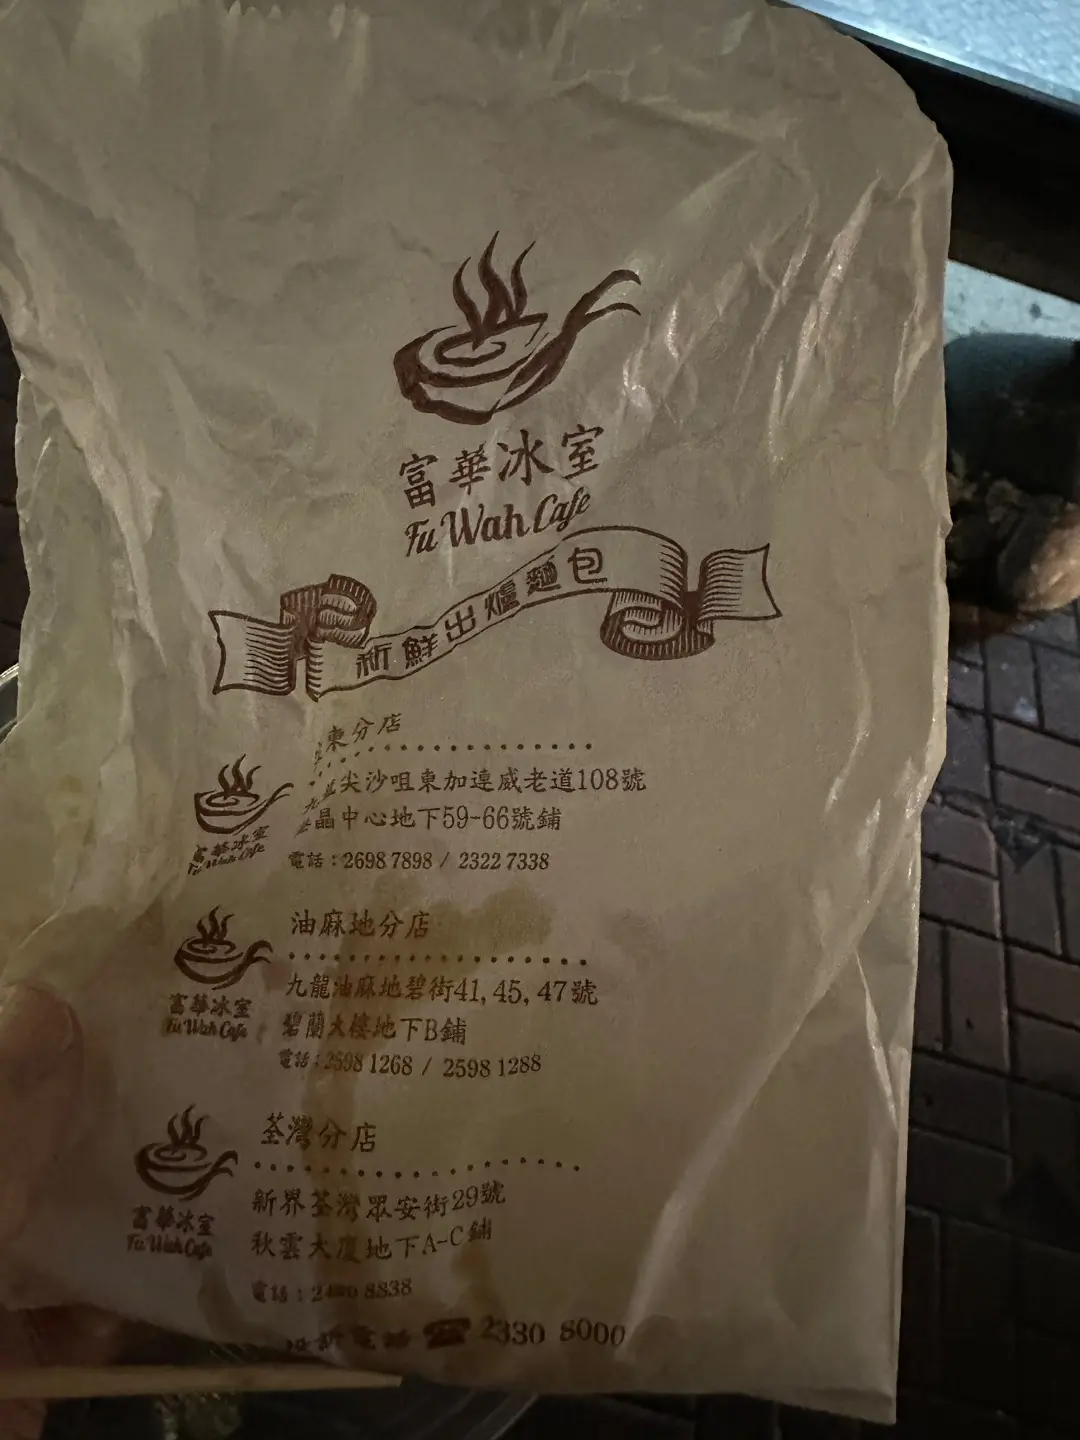 富華冰室
Fu Wah Cafe
新鮮出爐麵包
東分店
尖沙咀東加連威老道108號
晶中心地下59-66號鋪
電話：2698 7898 / 2322 7338
富華冰室
Fu Wah Cafe
油麻地分店
九龍油麻地碧街41, 45, 47號
碧蘭大樓地下B鋪
電話：2598 1268 / 2598 1288
富華冰室
Fu Wah Cafe
荃灣分店
新界荃灣眾安街29號
秋雲大廈地下A-C鋪
電話：
8838
富華冰室
Fu Wah Cafe
電話 ☎ 2330 8000